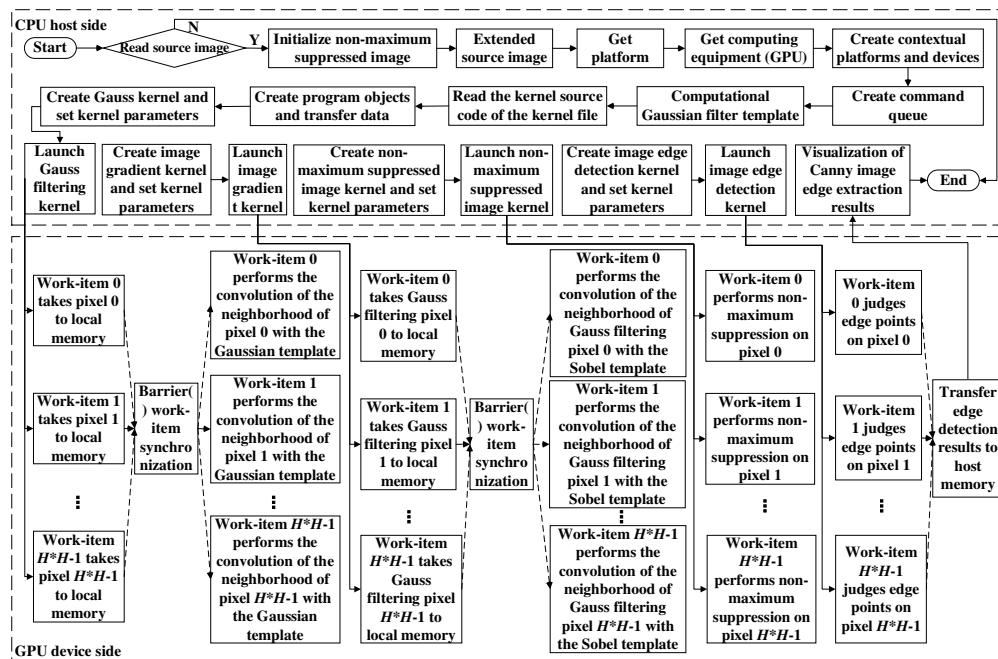 CPU host side
N
Start
Read source image
Y
Initialize non-maximum
suppressed image
Extended
source image
Get
platform
Get computing
equipment (GPU)
Create contextual
platforms and devices
Create Gauss kernel and
set kernel parameters
Create program objects
and transfer data
Read the kernel source
code of the kernel file
Computational
Gaussian filter template
Create command
queue
Launch
Gauss
filtering
kernel
Create image
gradient kernel
and set kernel
parameters
Launch
image
gradien
t kernel
Create non-
maximum suppressed
image kernel and set
kernel parameters
Launch non-
maximum
suppressed
image kernel
Create image edge
detection kernel
and set kernel
parameters
Launch
image edge
detection
kernel
Visualization of
Canny image
edge extraction
results
End
Work-item 0
takes pixel 0
to local
memory
Work-item 1
takes pixel 1
to local
memory
Work-item
H*H-1 takes
pixel H*H-1
to local
memory
Barrier(
) work-
item
synchro
nization
Work-item 0
performs the
convolution of the
neighborhood of
pixel 0 with the
Gaussian template
Work-item 1
performs the
convolution of the
neighborhood of
pixel 1 with the
Gaussian template
Work-item H*H-1
performs the
convolution of the
neighborhood of
pixel H*H-1 with
the Gaussian
template
Work-item
0 takes Gauss
filtering pixel
0 to local
memory
Work-item
1 takes Gauss
filtering pixel
1 to local
memory
Work-item
H*H-1 takes
Gauss
filtering pixel
H*H-1 to
local memory
Barrier(
) work-
item
synchro
nization
Work-item 0
performs the
convolution of the
neighborhood of
Gauss filtering
pixel 0 with the
Sobel template
Work-item 1
performs the
convolution of the
neighborhood of
Gauss filtering
pixel 1 with the
Sobel template
Work-item H*H-1
performs the
convolution of the
neighborhood of
Gauss filtering
pixel H*H-1 with
the Sobel template
Work-item 0
performs non-
maximum
suppression on
pixel 0
Work-item 1
performs non-
maximum
suppression on
pixel 1
Work-item
H*H-1
performs non-
maximum
suppression on
pixel H*H-1
Work-item
0 judges
edge points
on pixel 0
Work-item
1 judges
edge points
on pixel 1
Work-item
H*H-1
judges edge
points on
pixel H*H-1
Transfer
edge
detection
results to
host
memory
GPU device side